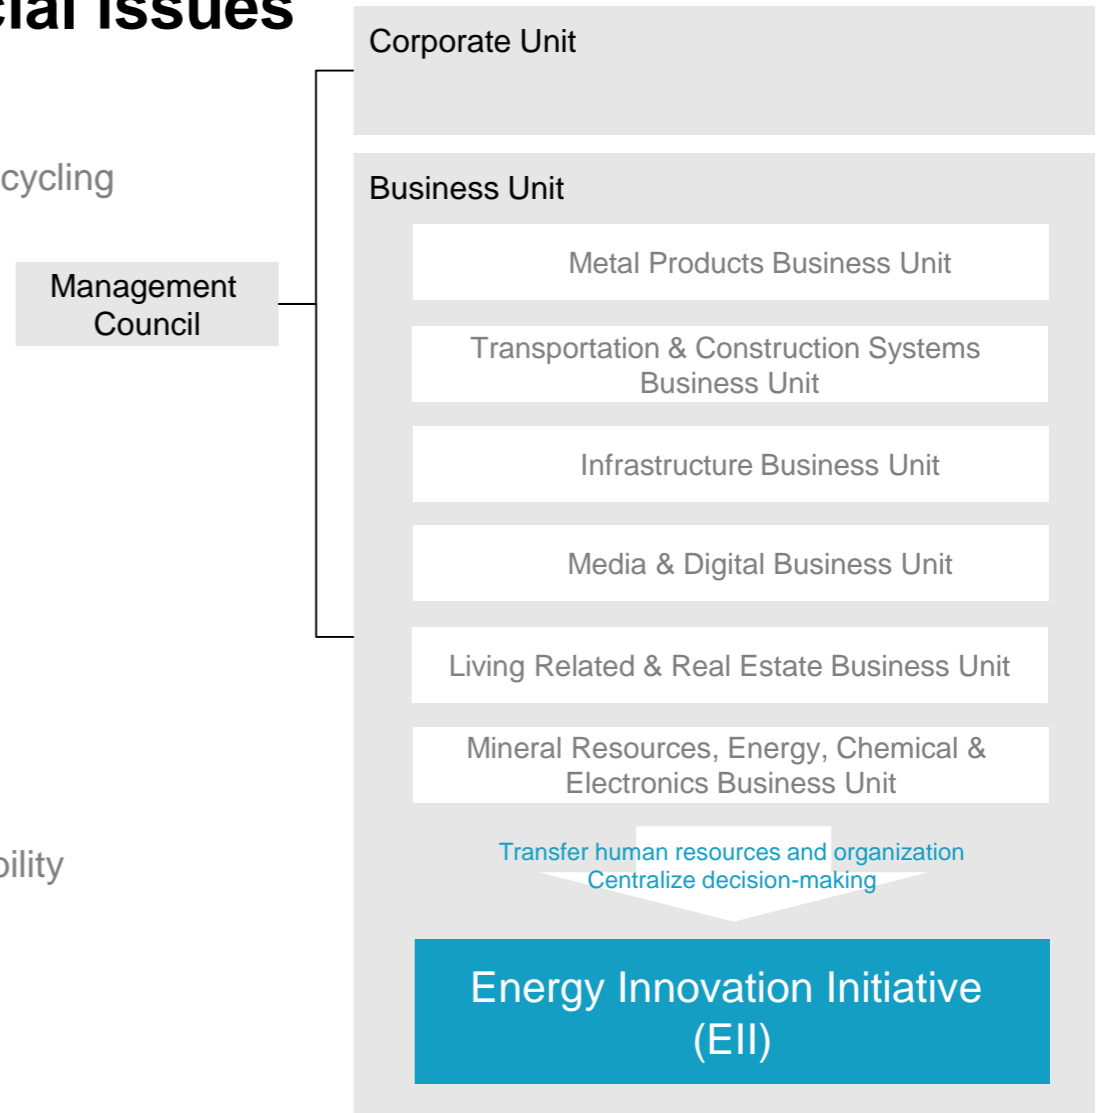 cial issues
Corporate Unit
cycling
Business Unit
Metal Products Business Unit
Management
Council
Transportation & Construction Systems
Business Unit
Infrastructure Business Unit
Media & Digital Business Unit
Living Related & Real Estate Business Unit
Mineral Resources, Energy, Chemical &
Electronics Business Unit
bility
Transfer human resources and organization
Centralize decision-making
Energy Innovation Initiative
(EII)